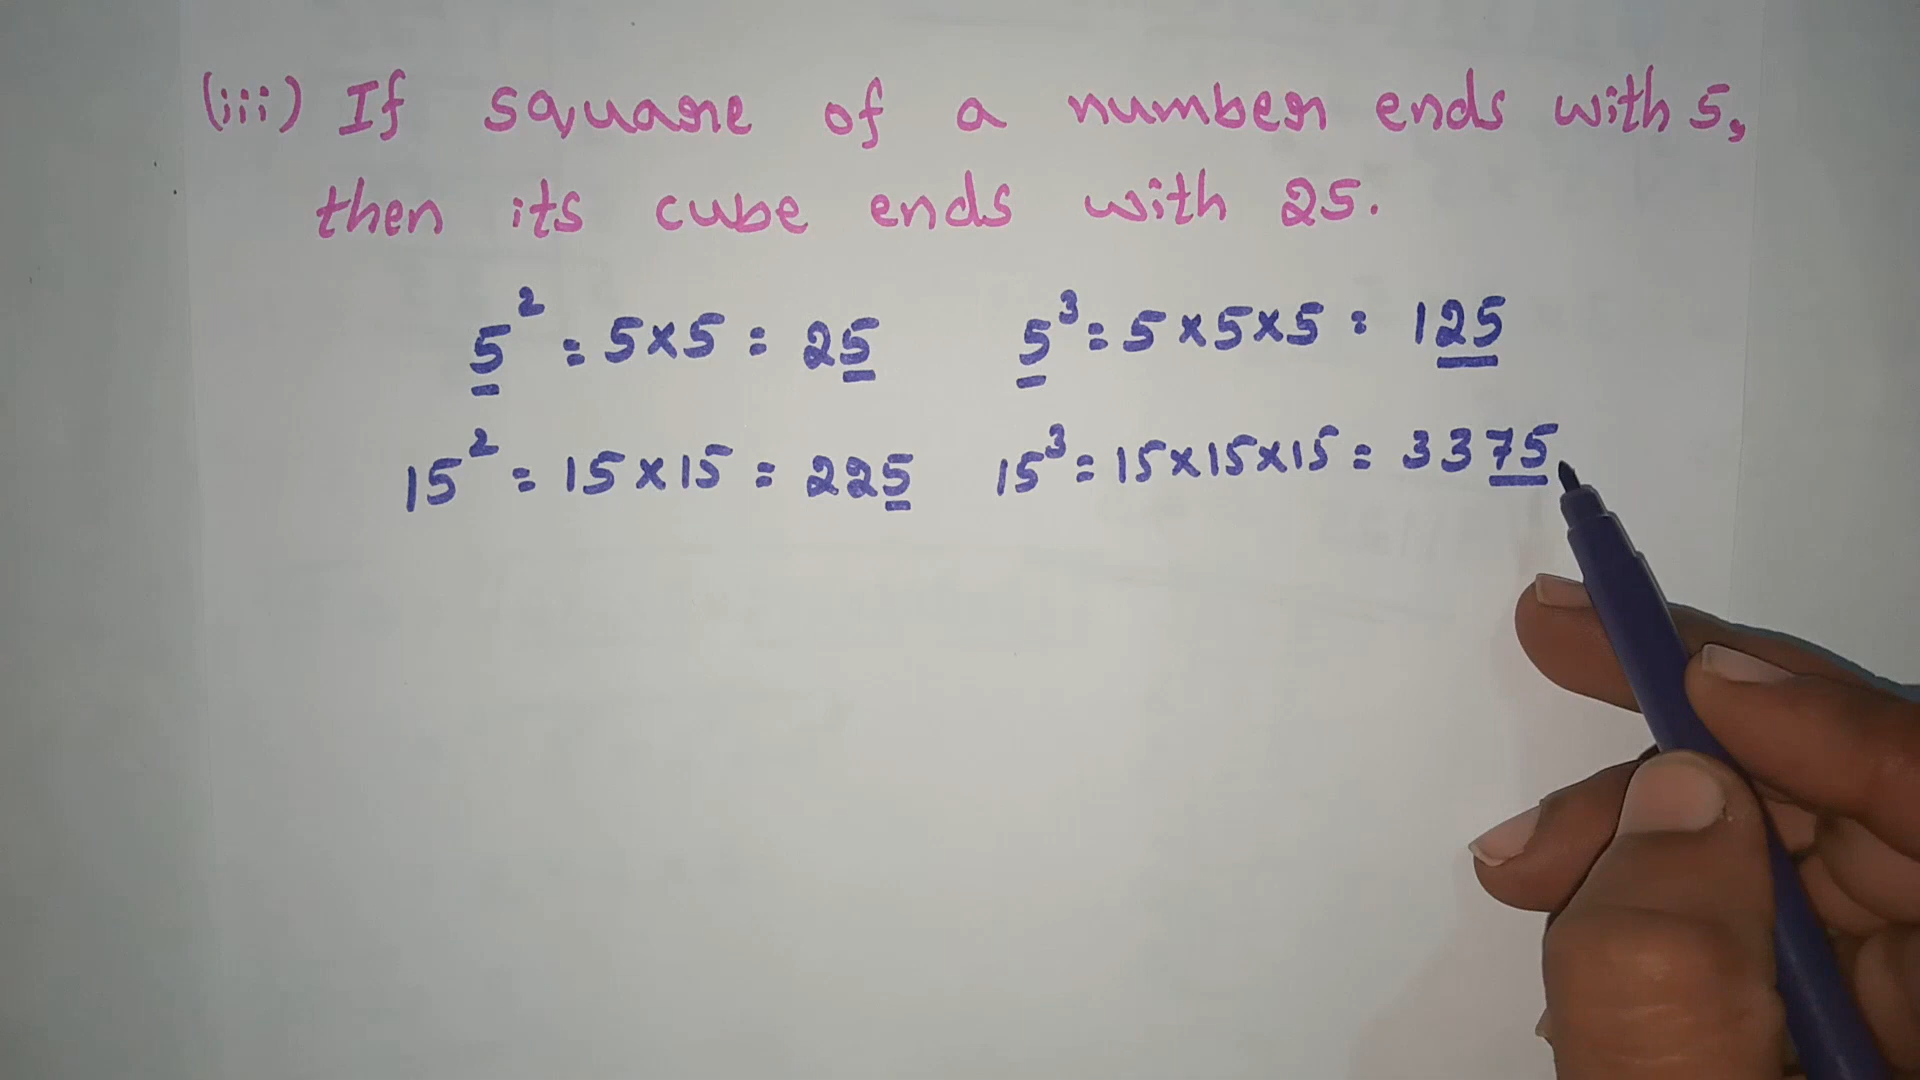 (iii) If square of a number ends with 5,
then its cube ends with 25.
5² = 5×5 = 25 5³ = 5×5×5 = 125
15² = 15×15 = 225 15³ = 15×15×15 = 3375